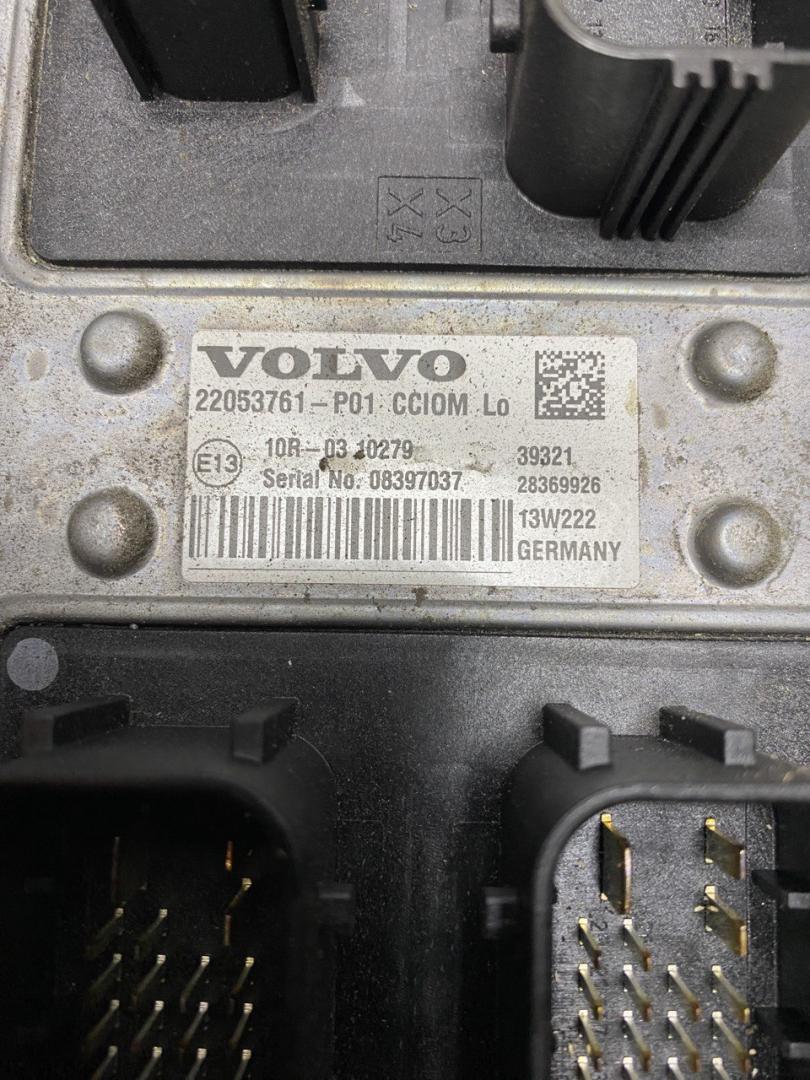 X3
X4
VOLVO
22053761-P01 CCIOM Lo
E13
10R-03 10279
39321
Serial No. 08397037
28369926
13W222
GERMANY